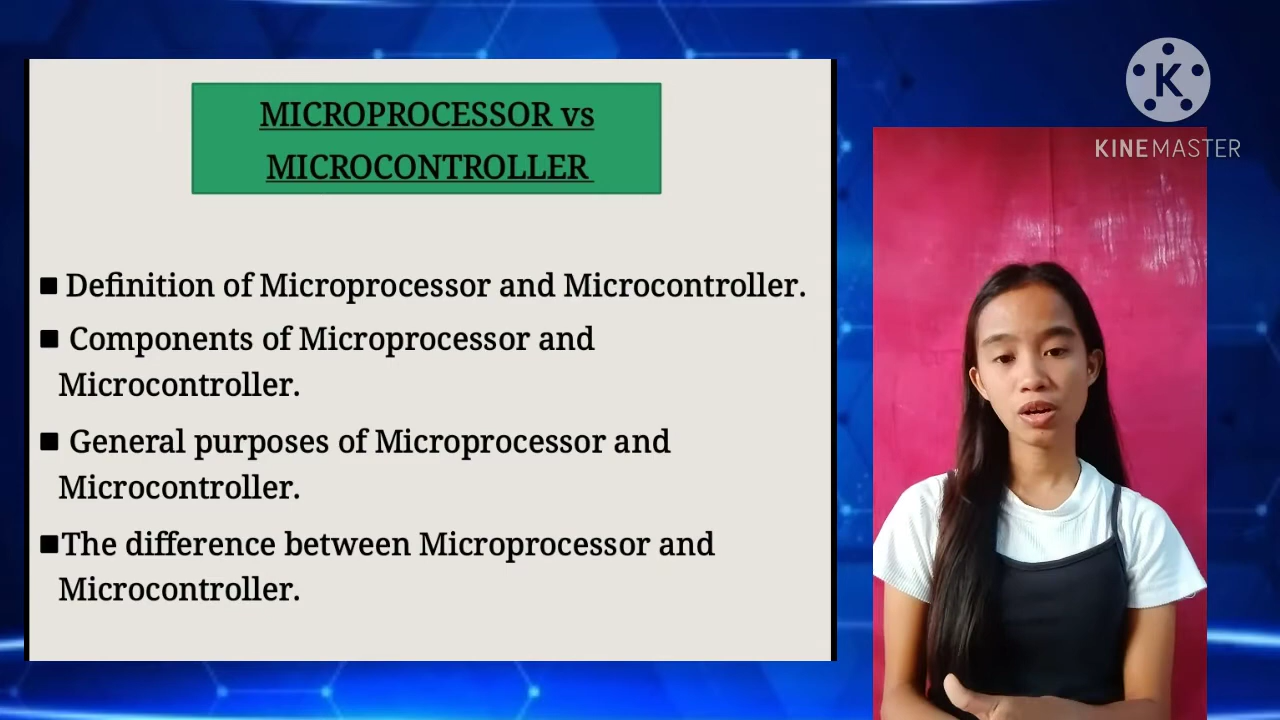 MICROPROCESSOR vs
MICROCONTROLLER
■ Definition of Microprocessor and Microcontroller.
■ Components of Microprocessor and
Microcontroller.
■ General purposes of Microprocessor and
Microcontroller.
■The difference between Microprocessor and
Microcontroller.
K
KINEMASTER